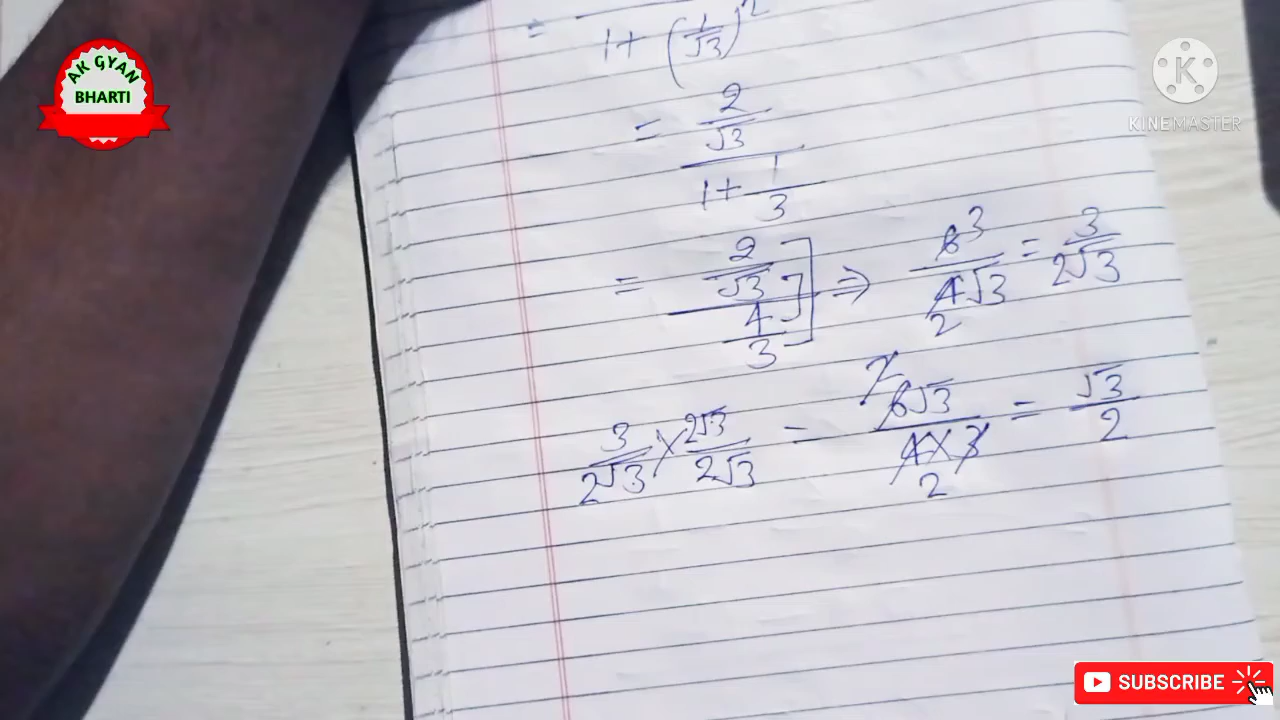 AK GYAN
BHARTI
K
KINEMASTER
= 1 + (1/√3)^2
= 2/√3 / 1 + 1/3
= 2/√3 / 4/3 ⇒ 6 3 / 4√3 2 = 3/2√3
3/2√3 × 2√3/2√3 = 6√3 / 4×3 2 = √3/2
SUBSCRIBE